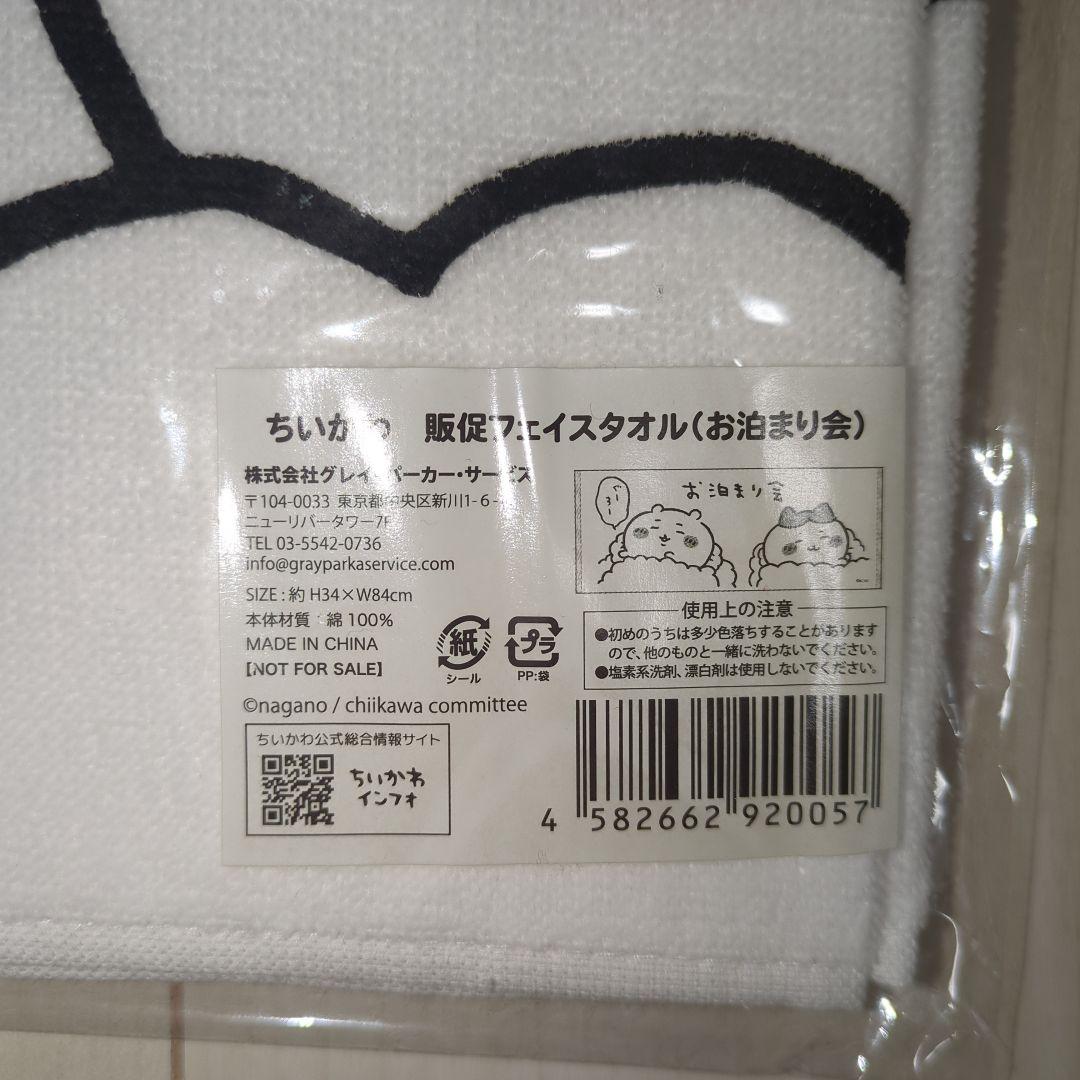 ちいかわ 販促フェイスタオル(お泊まり会)
株式会社グレイ・パーカー・サービス
〒104-0033 東京都中央区新川1-6-
ニューリバータワー7F
TEL 03-5542-0736
info@grayparkaservice.com
SIZE : 約 H34×W84cm
本体材質 : 綿 100%
MADE IN CHINA
【NOT FOR SALE】
紙
シール
プラ
PP:袋
©nagano / chiikawa committee
ちいかわ公式総合情報サイト
ちいかわ
インフォ
お泊まり会
使用上の注意
●初めのうちは多少色落ちすることがあります
ので、他のものと一緒に洗わないでください。
●塩素系洗剤、漂白剤は使用しないでください。
4 582662 920057